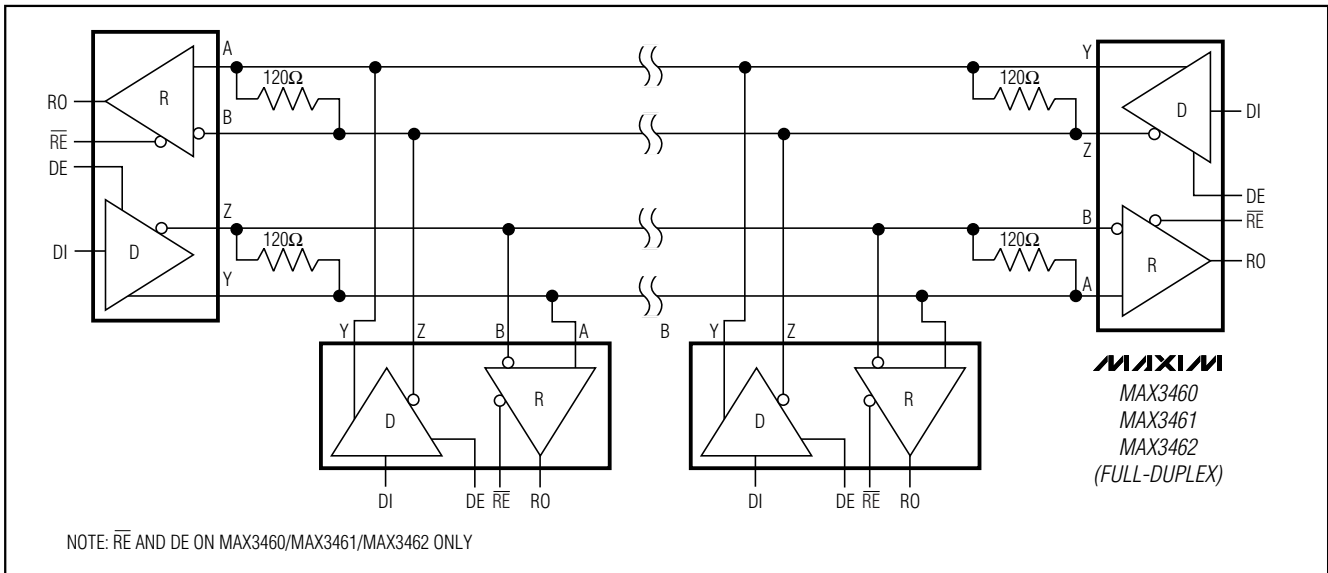 A
Y
120Ω
120Ω
RO
R
D
DI
B
Z
RE
DE
DE
Z
B
RE
120Ω
120Ω
DI
D
R
RO
Y
A
Y
Z
B
A
B
Y
Z
D
R
D
R
DI
DE
RE
RO
DI
DE
RE
RO
MAXIM
MAX3460
MAX3461
MAX3462
(FULL-DUPLEX)
NOTE: RE AND DE ON MAX3460/MAX3461/MAX3462 ONLY